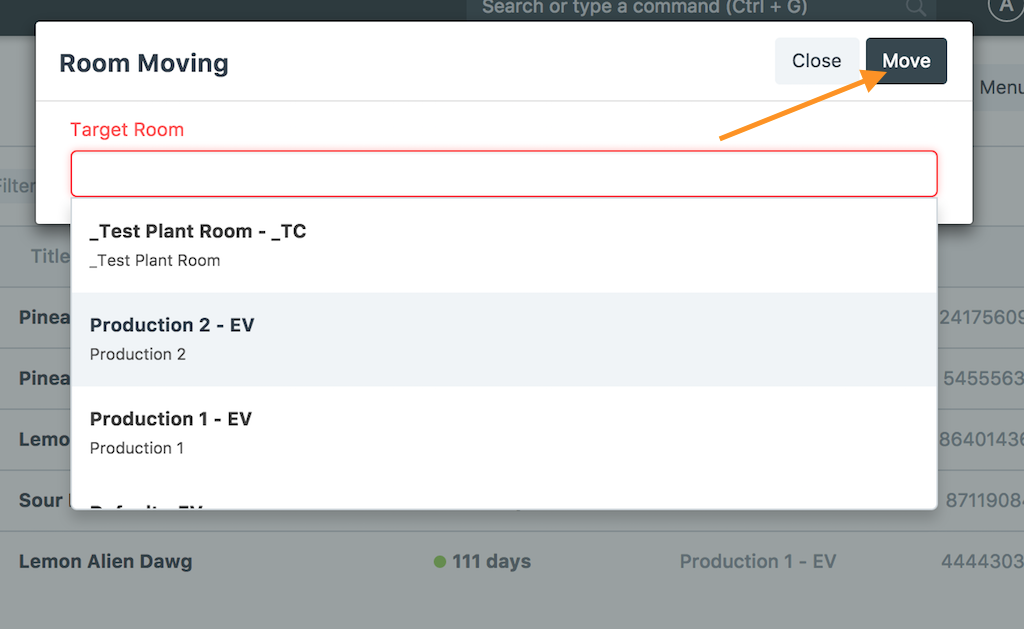 Search or type a command (Ctrl + G)
A
Room Moving
Close
Move
Menu
Target Room
Filter
_Test Plant Room - _TC
_Test Plant Room
Title
Production 2 - EV
Production 2
Production 1 - EV
Production 1
Pinea
24175609
Pinea
5455563
Lemo
86401436
Sour
8711908
Lemon Alien Dawg
111 days
Production 1 - EV
4444303